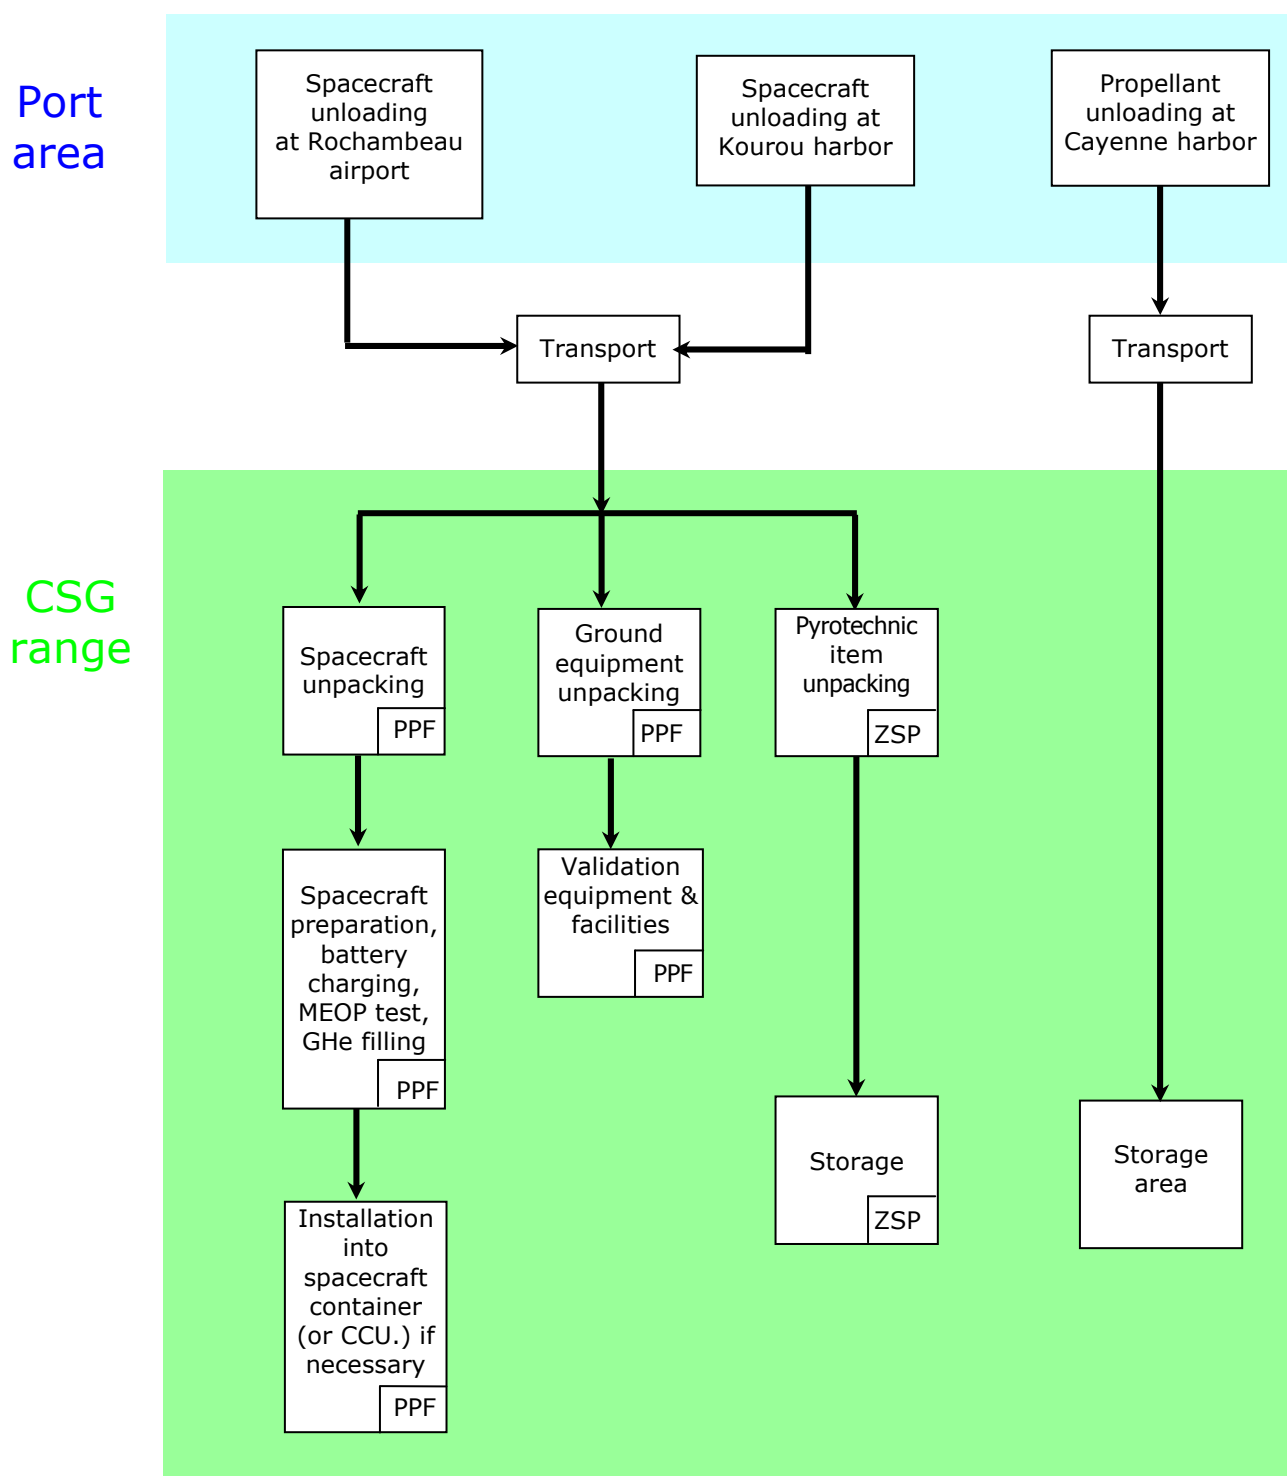 Port
area
Spacecraft
unloading
at Rochambeau
airport
Spacecraft
unloading at
Kourou harbor
Propellant
unloading at
Cayenne harbor
Transport
Transport
CSG
range
Spacecraft
unpacking
PPF
Ground
equipment
unpacking
PPF
Pyrotechnic
item
unpacking
ZSP
Spacecraft
preparation,
battery
charging,
MEOP test,
GHe filling
PPF
Validation
equipment &
facilities
PPF
Storage
ZSP
Storage
area
Installation
into
spacecraft
container
(or CCU.) if
necessary
PPF